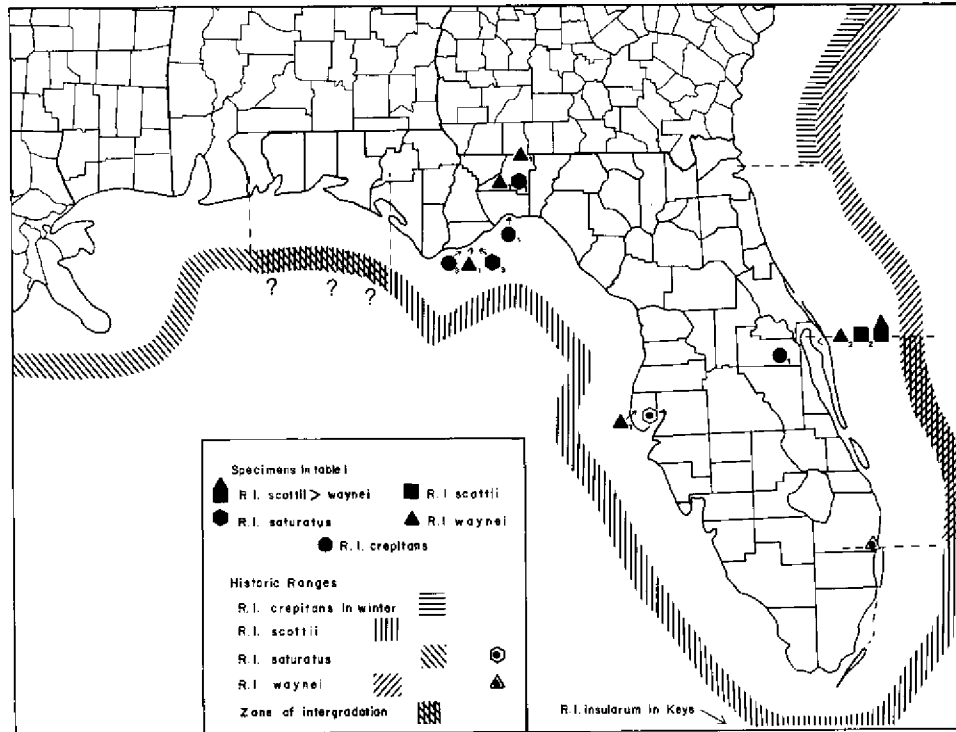 ? ? ?
Specimens in table I
R.l. scottii > waynei
R.l. scottii
R.l. saturatus
R.l. waynei
R.l. crepitans
Historic Ranges
R.l. crepitans in winter
R.l. scottii
R.l. saturatus
R.l. waynei
Zone of intergradation
R.l. insularum in Keys